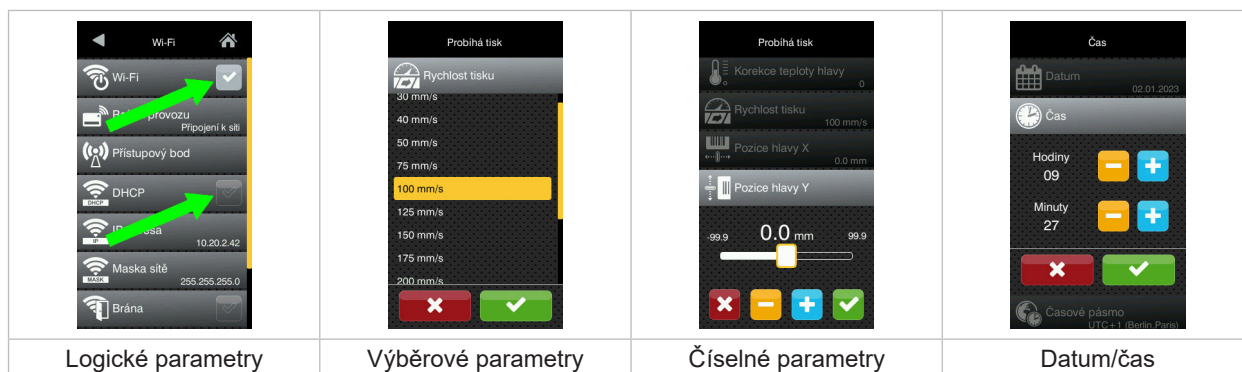 Wi-Fi
Wi-Fi
provozu
Připojení k síti
Přístupový bod
DHCP
DHCP
IP
10.20.2.42
Maska sítě
MASK
255.255.255.0
Brána
Logické parametry
Probíhá tisk
Rychlost tisku
30 mm/s
40 mm/s
50 mm/s
75 mm/s
100 mm/s
125 mm/s
150 mm/s
175 mm/s
200 mm/s
Výběrové parametry
Probíhá tisk
Korekce teploty hlavy
0
Rychlost tisku
100 mm/s
Pozice hlavy X
0.0 mm
Pozice hlavy Y
-99.9
0.0 mm
99.9
Číselné parametry
Čas
Datum
02.01.2023
Čas
Hodiny
09
Minuty
27
Časové pásmo
UTC+1 (Berlin,Paris)
Datum/čas